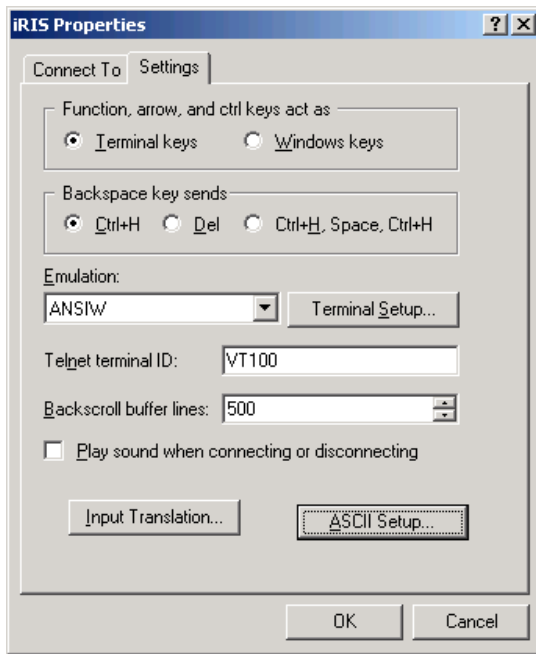 iRIS Properties
Connect To Settings
Function, arrow, and ctrl keys act as
Terminal keys Windows keys
Backspace key sends
Ctrl+H Del Ctrl+H, Space, Ctrl+H
Emulation:
ANSIW Terminal Setup...
Telnet terminal ID: VT100
Backscroll buffer lines: 500
Play sound when connecting or disconnecting
Input Translation... ASCII Setup...
OK Cancel